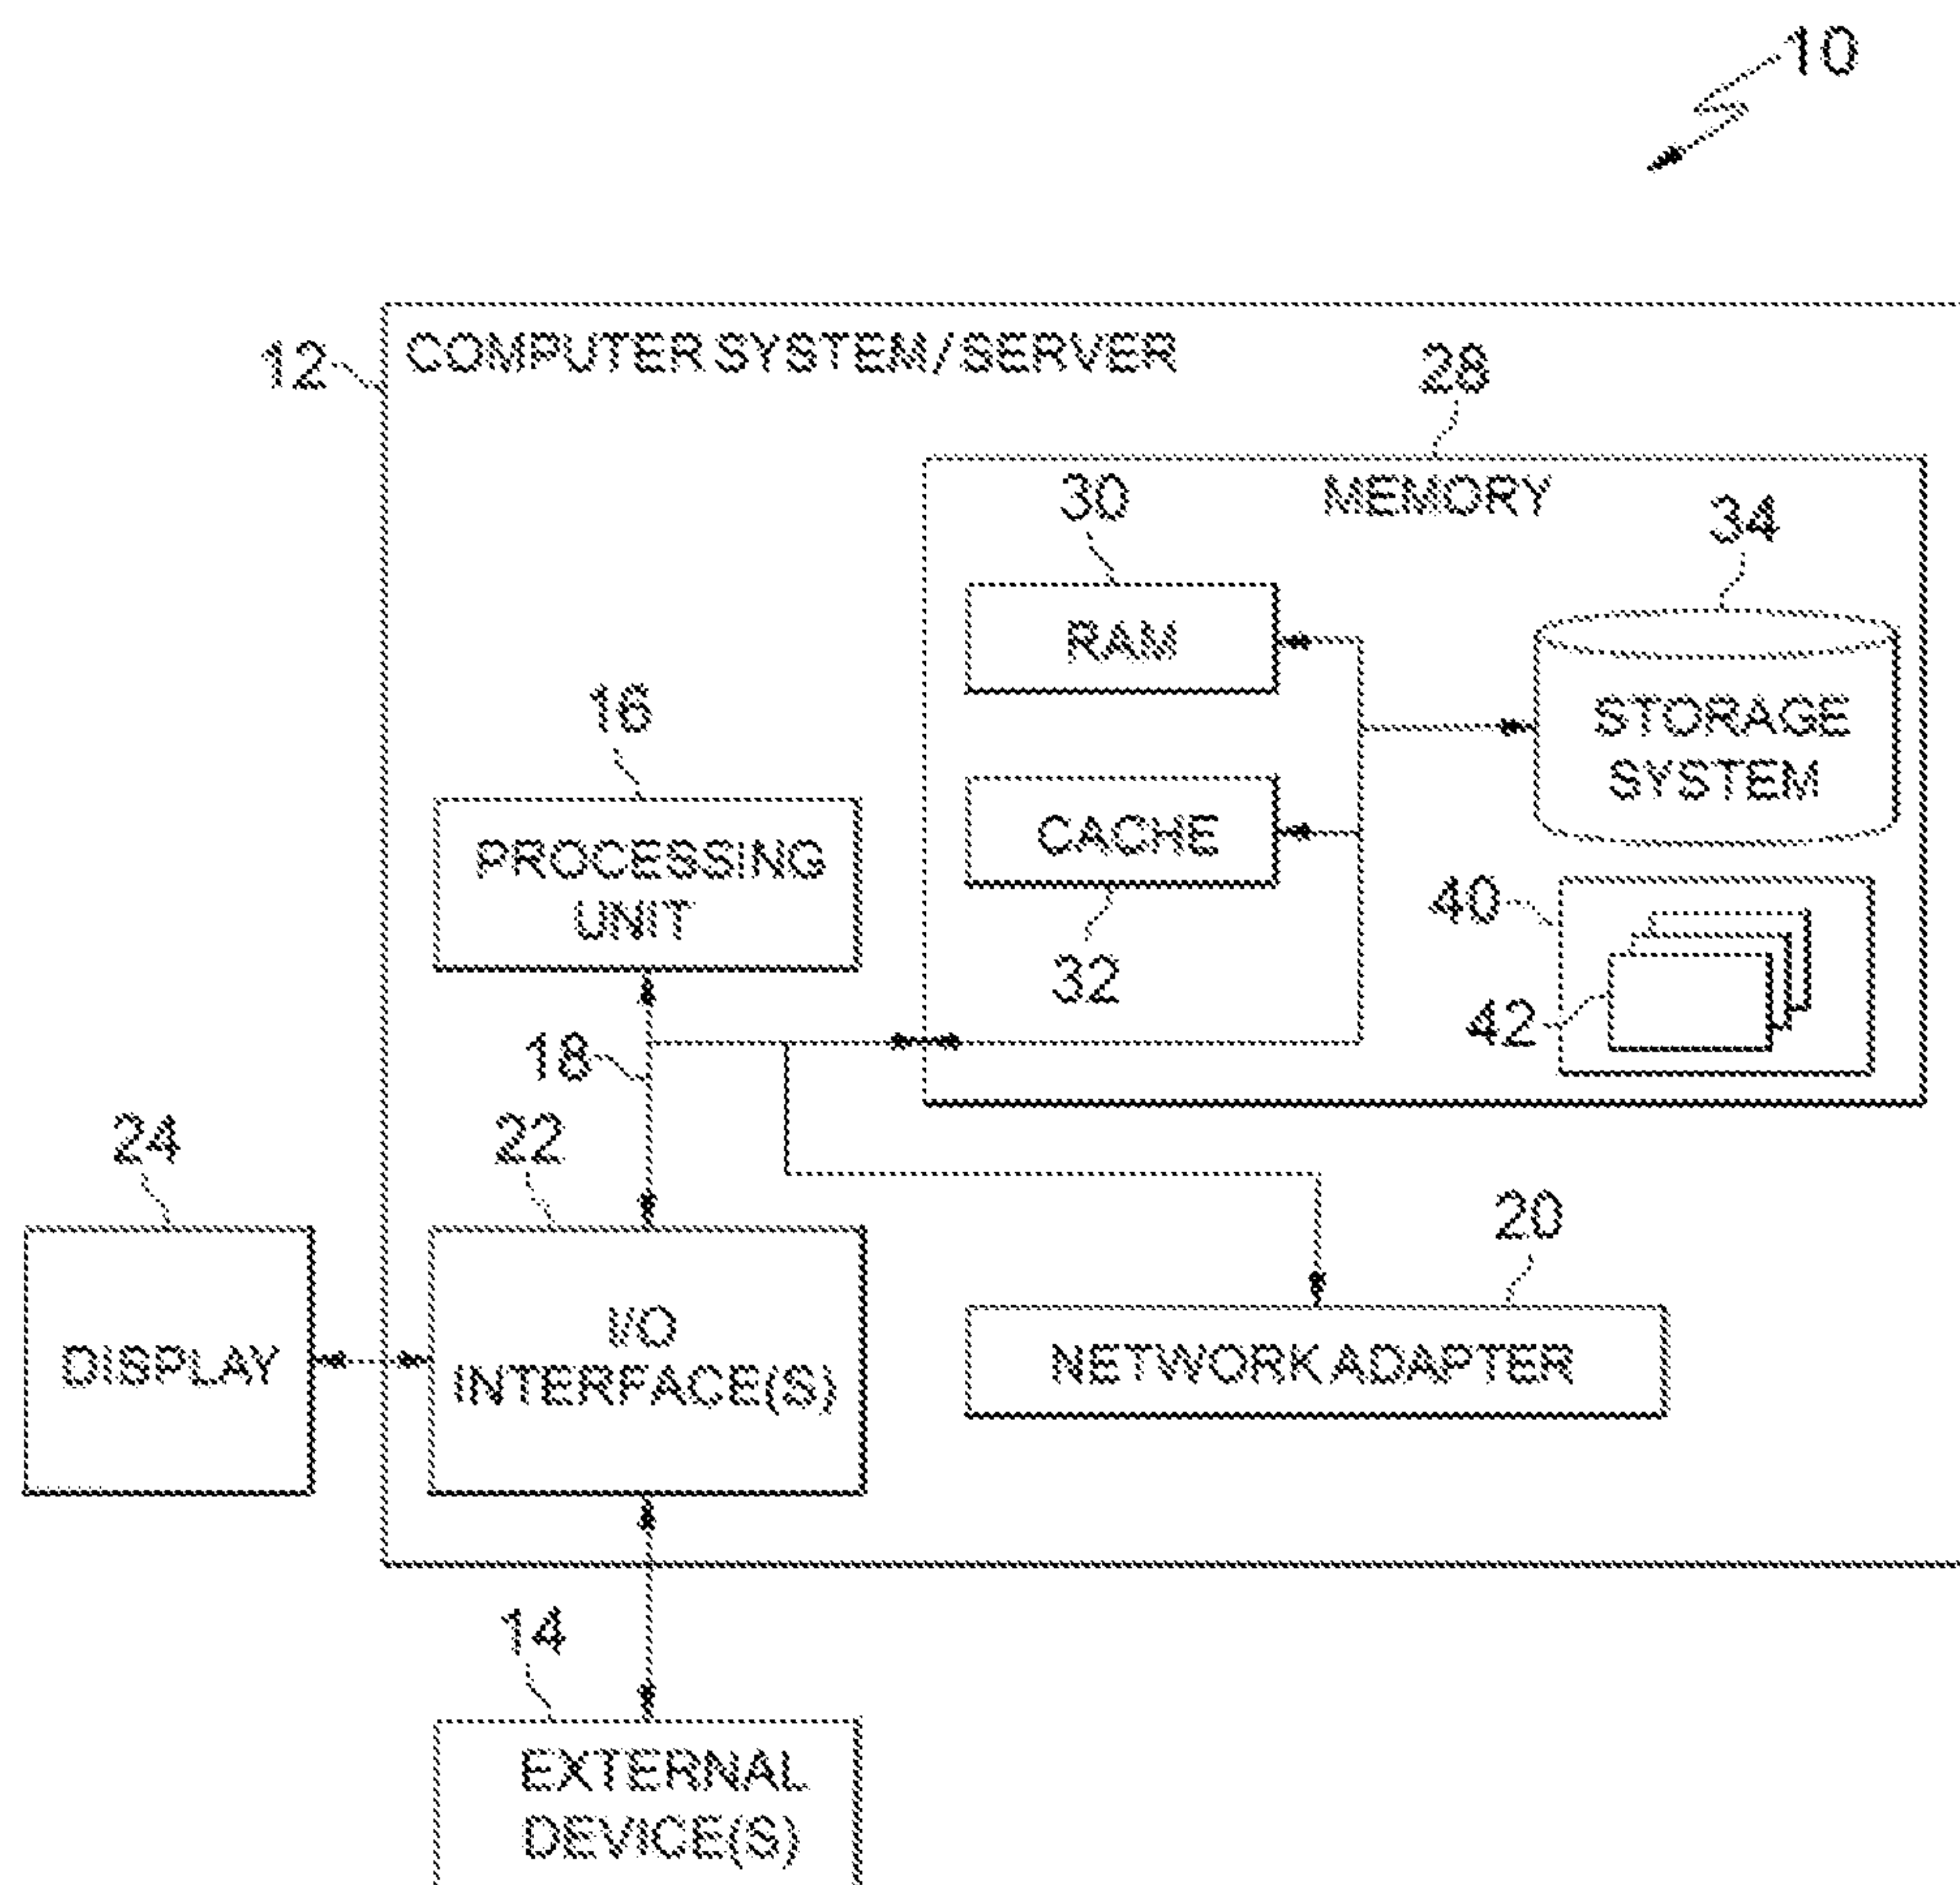 10
12
COMPUTER SYSTEM / SERVER
28
MEMORY
30
34
RAM
STORAGE
SYSTEM
16
CACHE
PROCESSING
UNIT
40
32
42
18
24
22
20
DISPLAY
I/O
INTERFACE(S)
NETWORK ADAPTER
14
EXTERNAL
DEVICE(S)